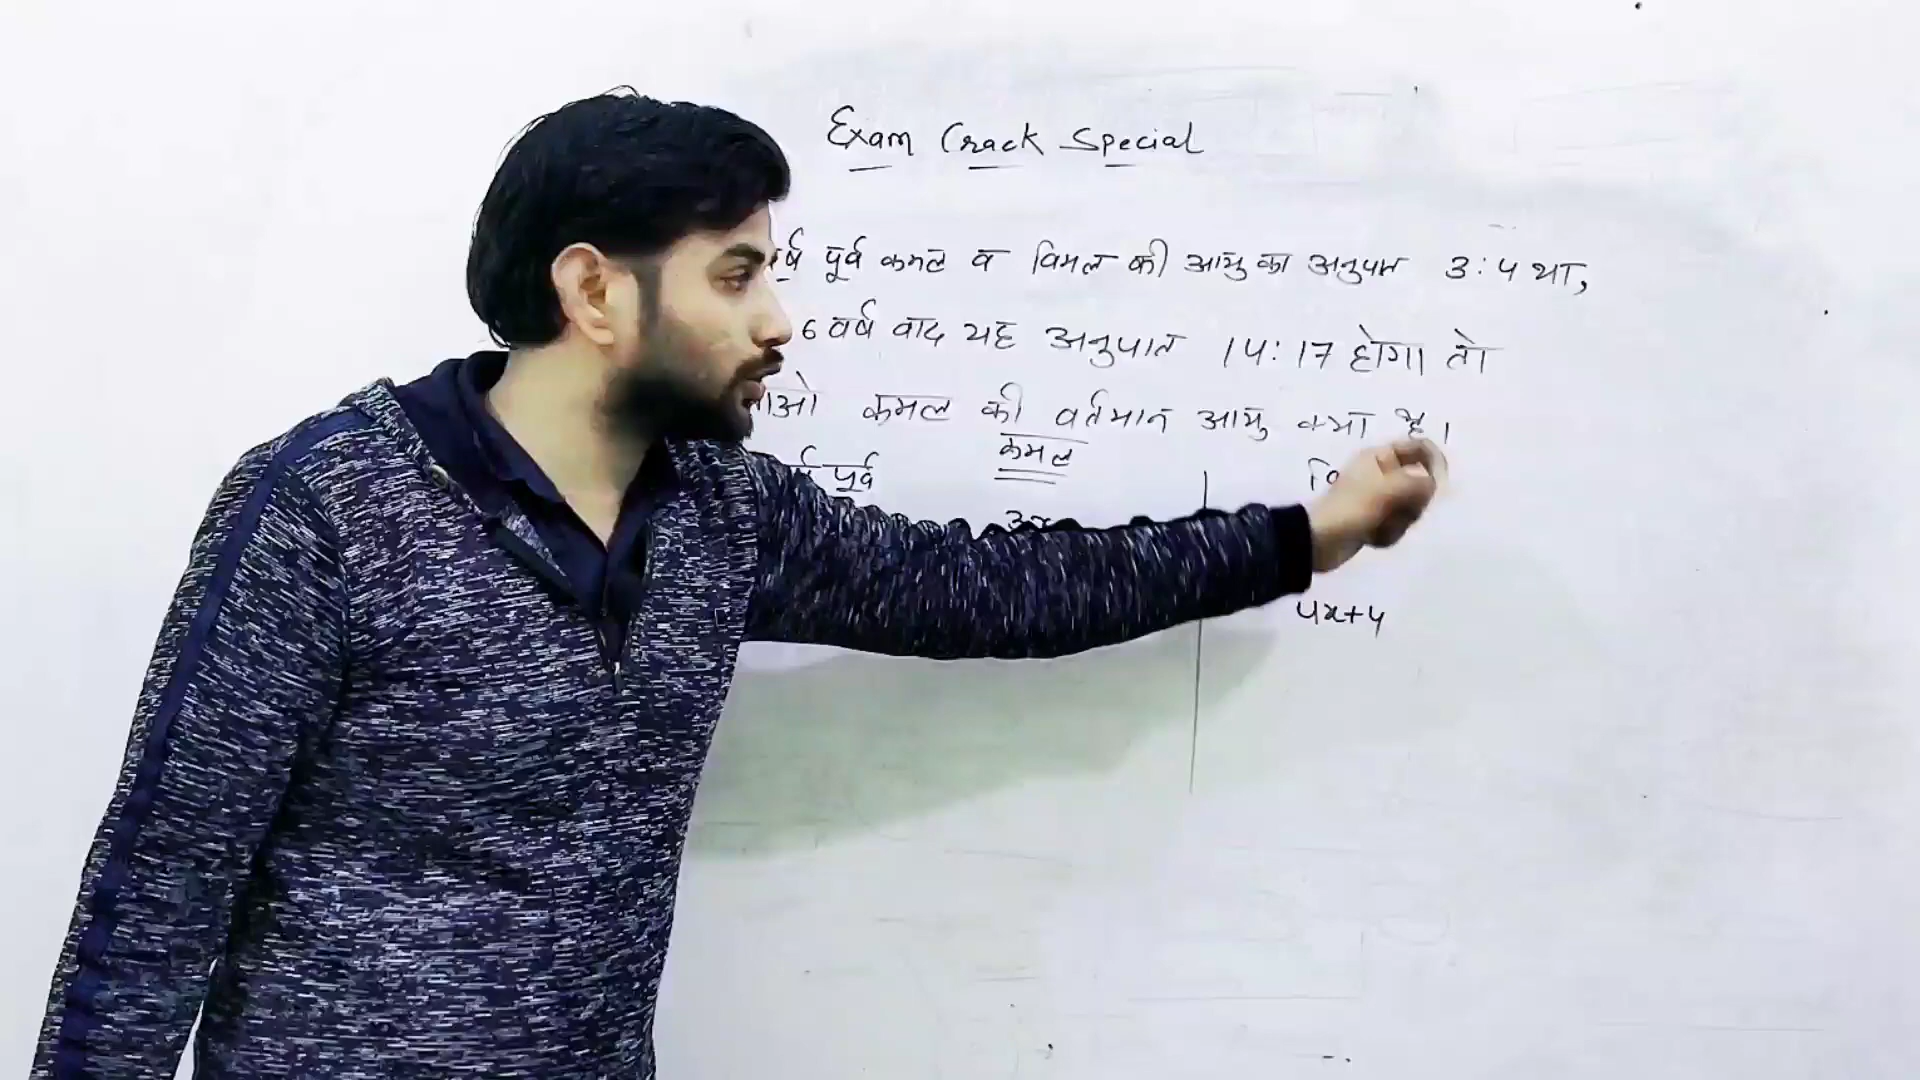 Exam Crack Special
पूर्व कमल व विमल की आयु का अनुपात 3:4 था,
6 वर्ष बाद यह अनुपात 14:17 होगा तो
कमल की वर्तमान आयु क्या है।
पूर्व कमल
3x
4x+4